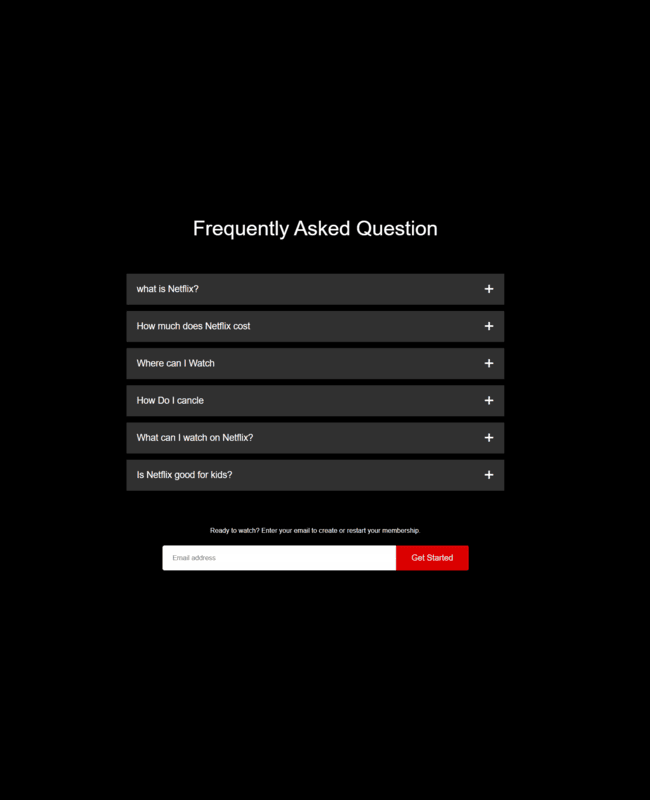 Frequently Asked Question
what is Netflix?
How much does Netflix cost
Where can I Watch
How Do I cancle
What can I watch on Netflix?
Is Netflix good for kids?
Ready to watch? Enter your email to create or restart your membership.
Email address
Get Started